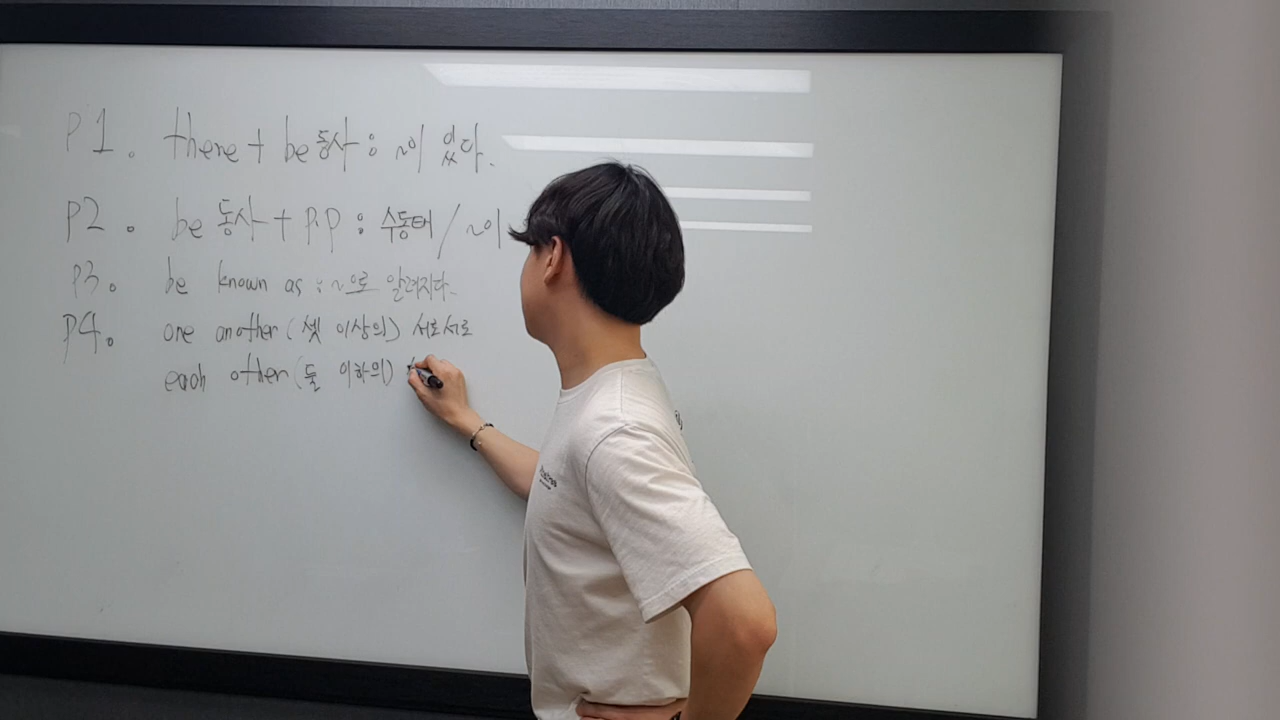 P1. there + be동사 : ~이 있다.
P2. be 동사 + p.p : 수동태 / ~이
P3. be known as : ~으로 알려지다.
P4. one another (셋 이상의) 서로서로
each other (둘 이하의)